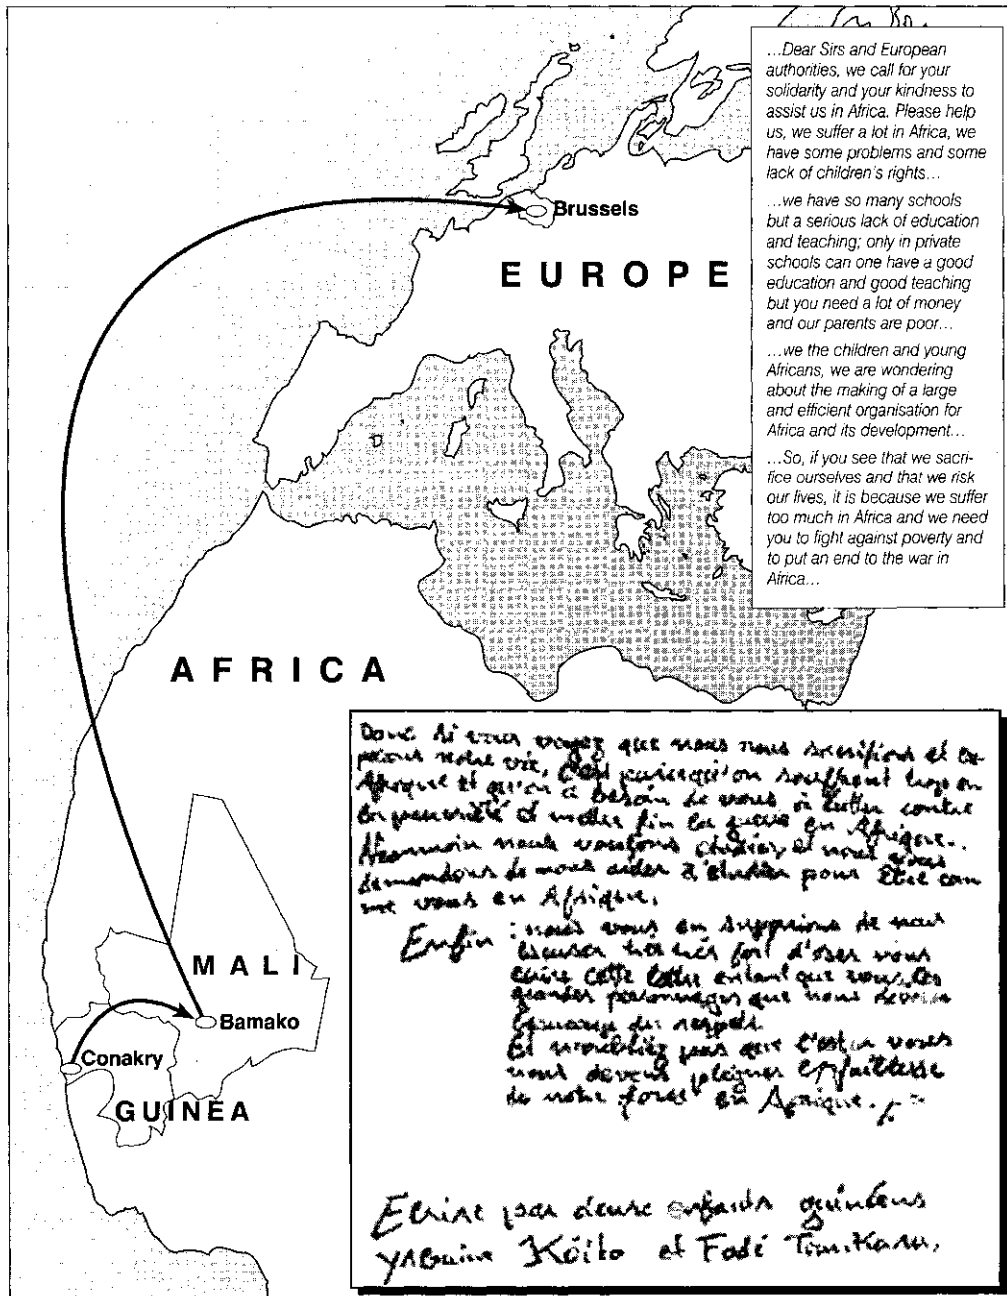 ...Dear Sirs and European
authorities, we call for your
solidarity and your kindness to
assist us in Africa. Please help
us, we suffer a lot in Africa, we
have some problems and some
lack of children's rights...
...we have so many schools
but a serious lack of education
and teaching; only in private
schools can one have a good
education and good teaching
but you need a lot of money
and our parents are poor...
...we the children and young
Africans, we are wondering
about the making of a large
and efficient organisation for
Africa and its development...
...So, if you see that we sacri-
fice ourselves and that we risk
our lives, it is because we suffer
too much in Africa and we need
you to fight against poverty and
to put an end to the war in
Africa...
Brussels
EUROPE
AFRICA
MALI
Bamako
Conakry
GUINEA
Donc si vous voyez que nous nous sacrifions et ex
posons notre vie, c'est parce qu'on souffrent trop en
Afrique et qu'on a besoin de vous à lutter contre
la pauvreté et mettre fin la guerre en Afrique.
Néanmoin nous voulons étudier, et nous vous
demandons de nous aider à étudier pour être com
me vous en Afrique.
Enfin : nous vous en supplions de nous
excuser très très fort d'oser vous
écrire cette lettre entant que vous, les
grandes personnages que nous devons
beaucoup du respect.
Et n'oubliez pas que c'est a vous
nous devons la faiblesse
de notre force en Afrique.
Ecrire par deux enfants guinéens
Yaguine Koita et Fodé Tounkara.